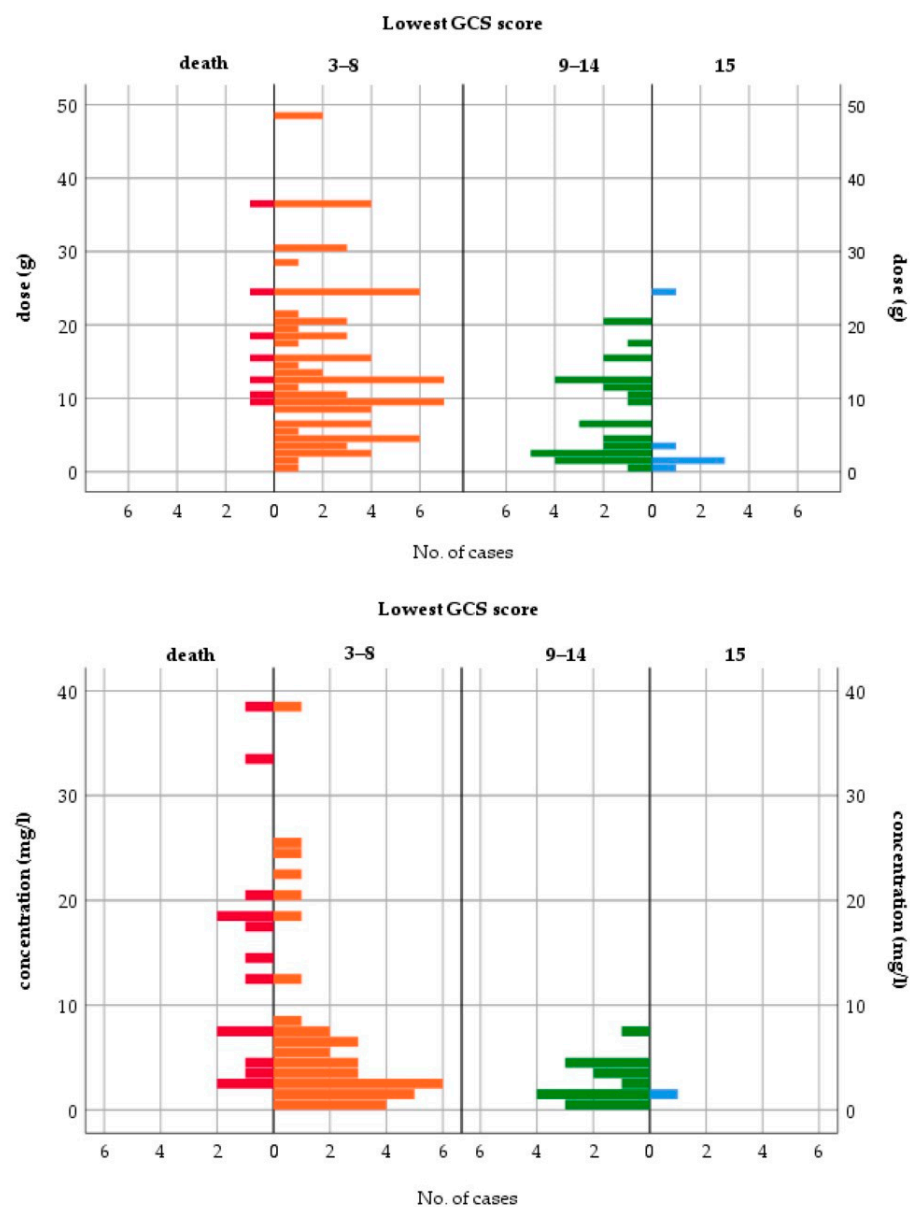 Lowest GCS score
death 3–8 9–14 15
50 50
40 40
30 30
20 20
10 10
0 0
dose (g)
dose (g)
6 4 2 0 2 4 6 6 4 2 0 2 4 6
No. of cases
Lowest GCS score
death 3–8 9–14 15
40 40
30 30
20 20
10 10
0 0
concentration (mg/l)
concentration (mg/l)
6 4 2 0 2 4 6 6 4 2 0 2 4 6
No. of cases